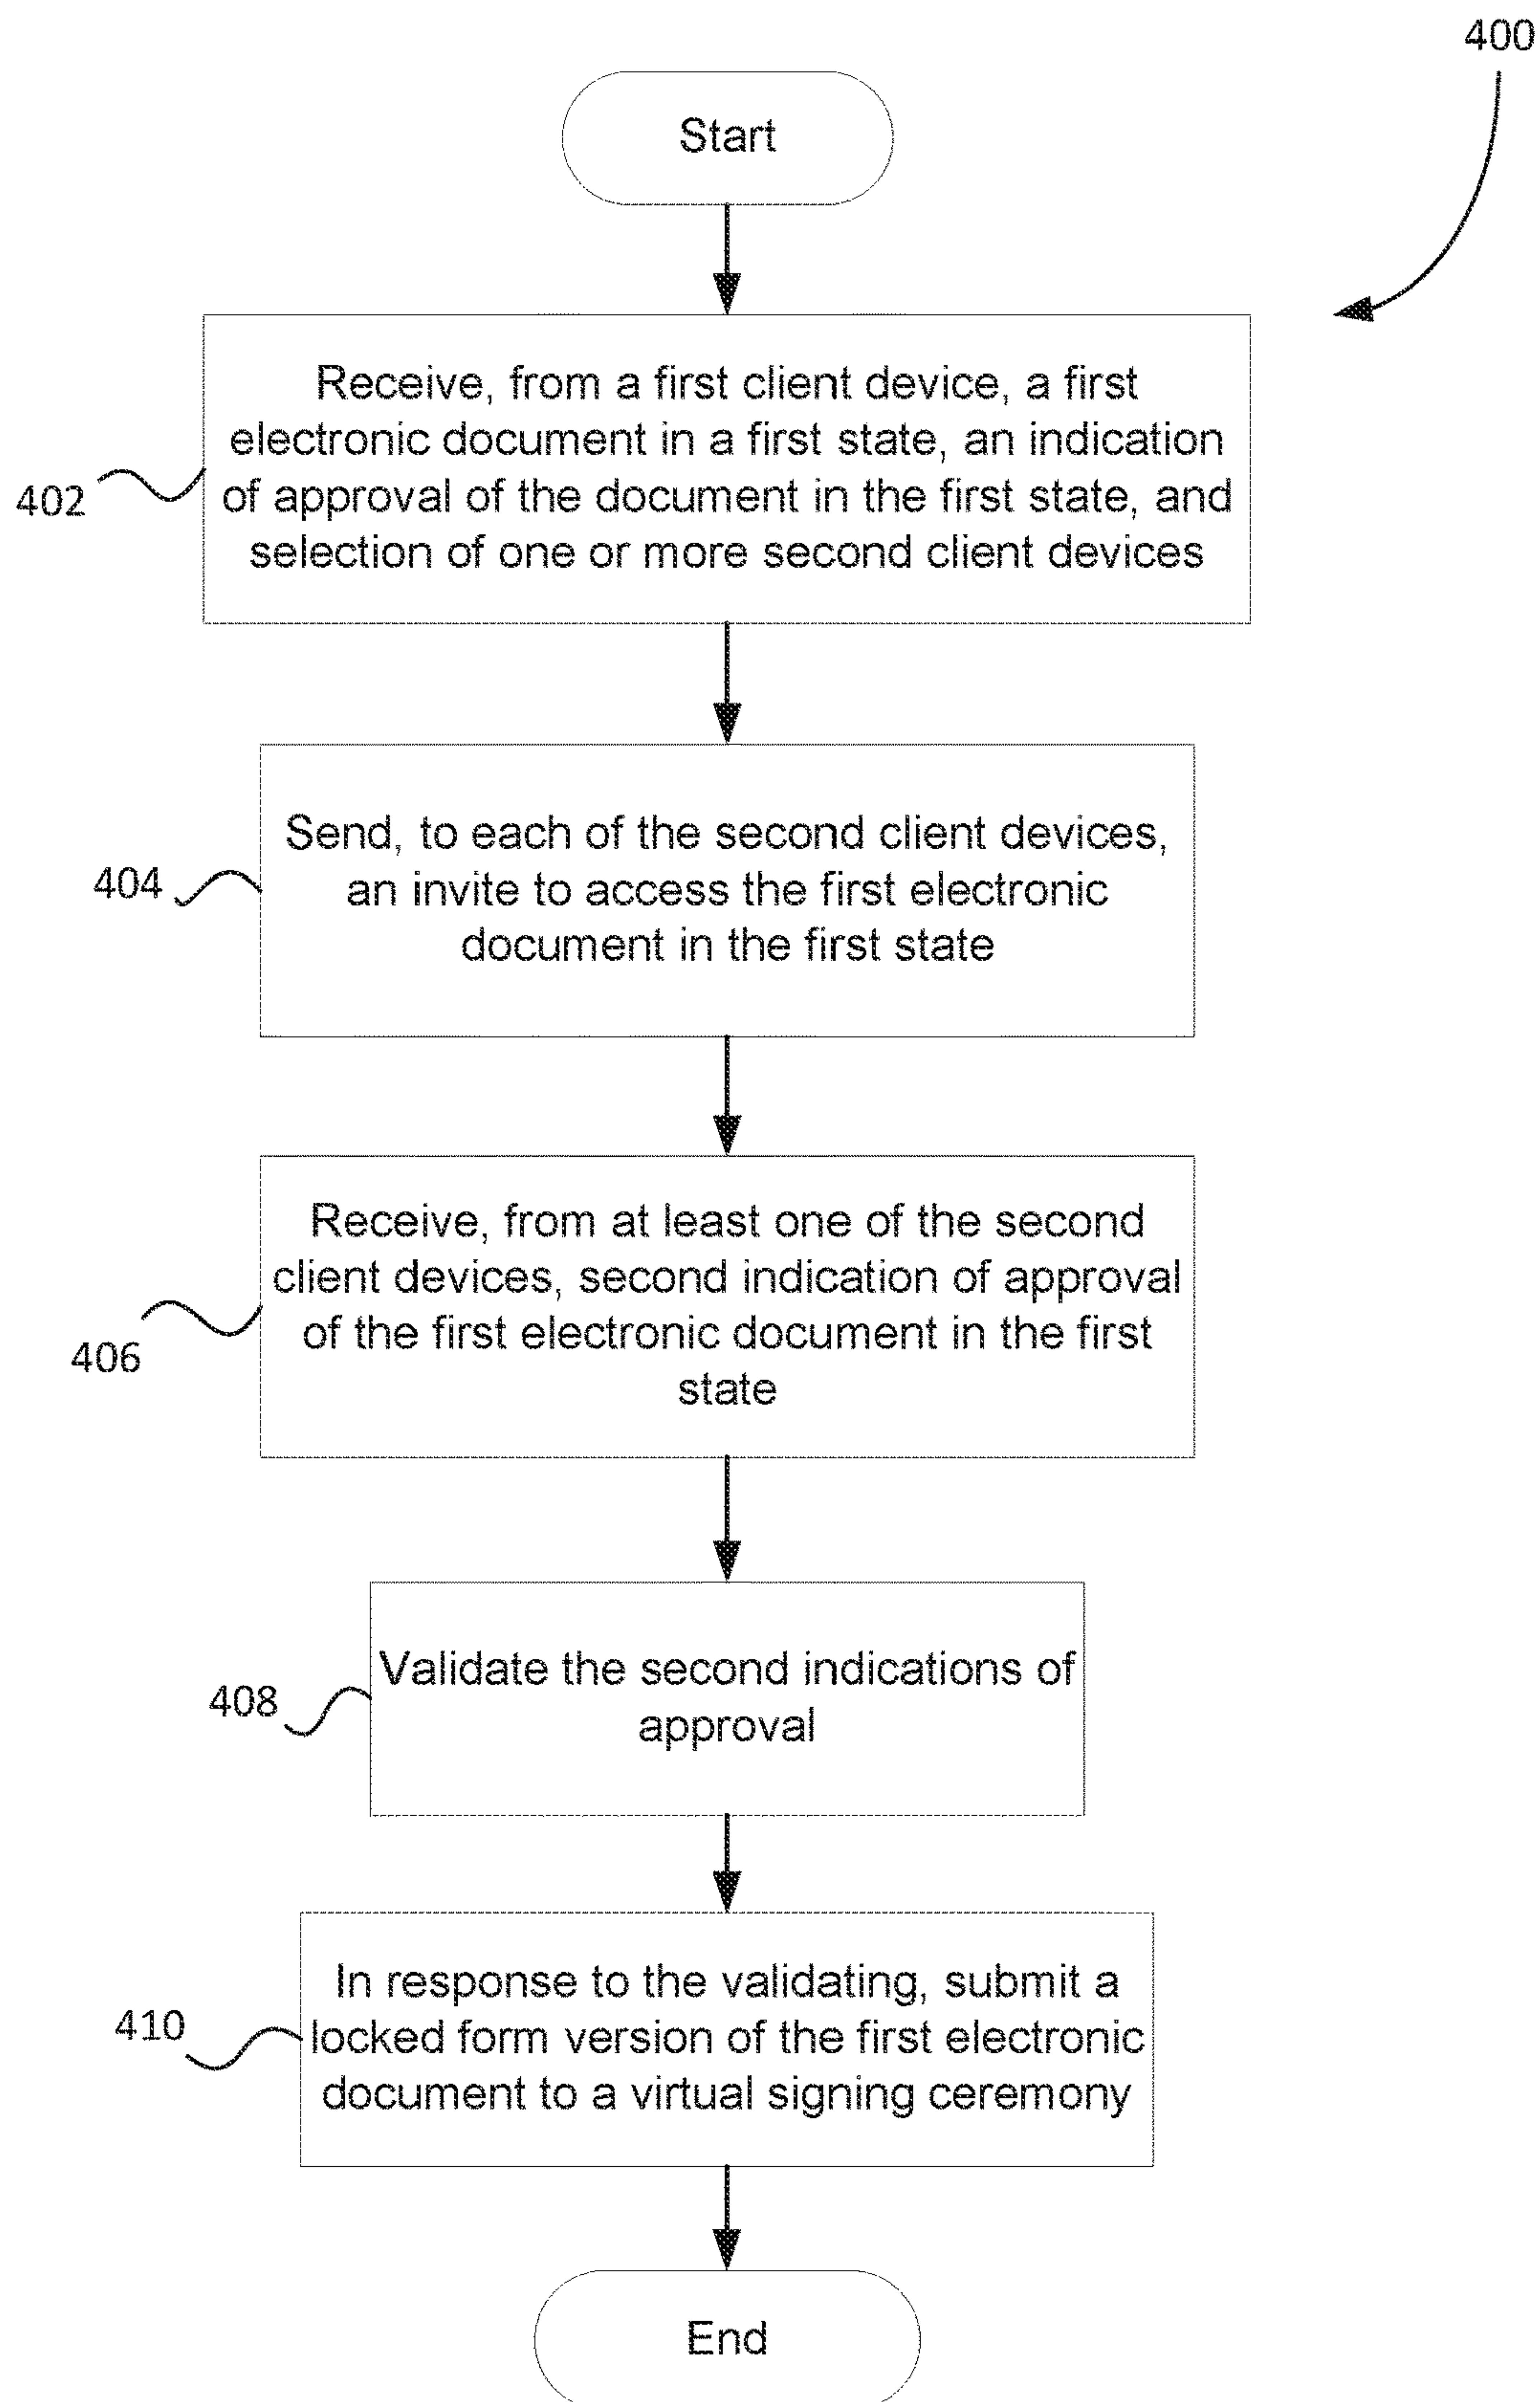 400
Start
Receive, from a first client device, a first
electronic document in a first state, an indication
of approval of the document in the first state, and
selection of one or more second client devices
402
Send, to each of the second client devices,
an invite to access the first electronic
document in the first state
404
Receive, from at least one of the second
client devices, second indication of approval
of the first electronic document in the first
state
406
Validate the second indications of
approval
408
In response to the validating, submit a
locked form version of the first electronic
document to a virtual signing ceremony
410
End